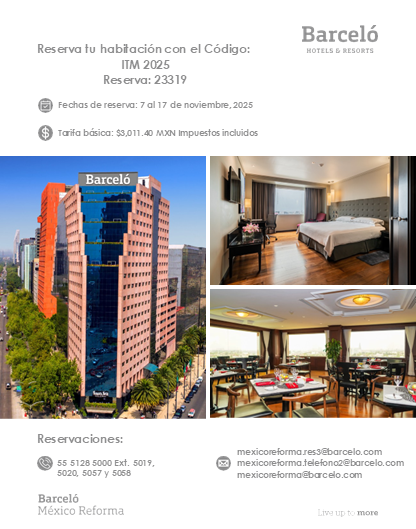 Barceló
HOTELS & RESORTS
Reserva tu habitación con el Código:
ITM 2025
Reserva: 23319
Fechas de reserva: 7 al 17 de noviembre, 2025
Tarifa básica: $3,011.40 MXN Impuestos incluidos
Barceló
Reservaciones:
55 5128 5000 Ext. 5019,
5020, 5057 y 5058
mexicoreforma.res3@barcelo.com
mexicoreforma.telefono2@barcelo.com
mexicoreforma@barcelo.com
Barceló
México Reforma
Live up to more